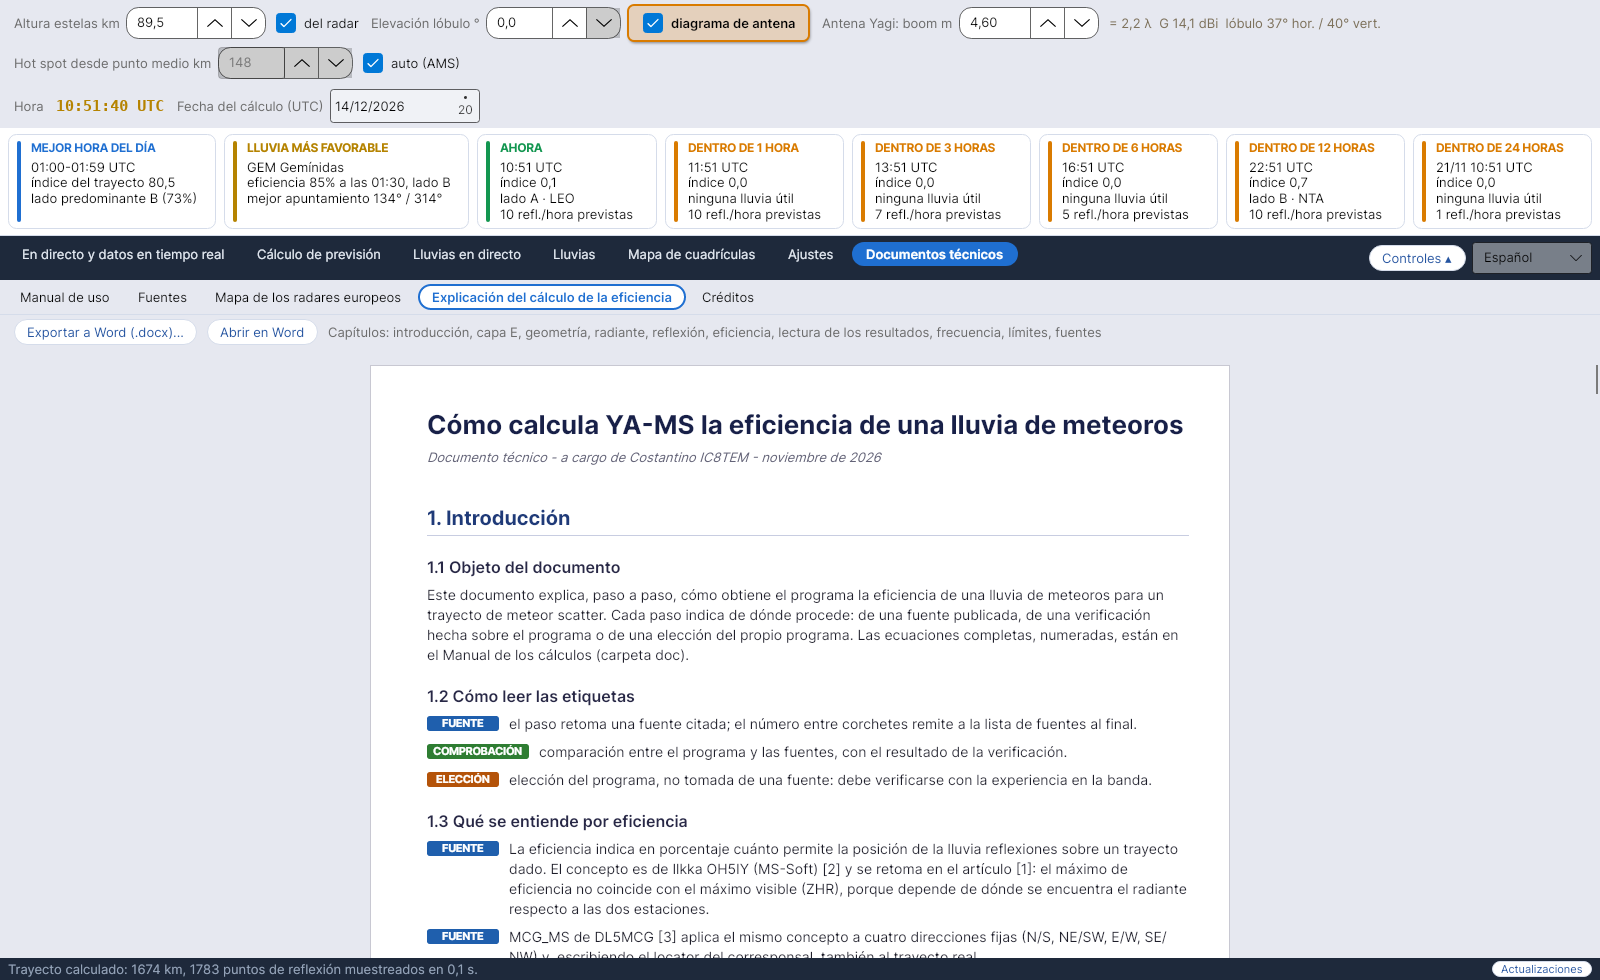 Altura estelas km 89,5 del radar Elevación lóbulo ° 0,0 diagrama de antena Antena Yagi: boom m 4,60 = 2,2 λ G 14,1 dBi lóbulo 37° hor. / 40° vert.
Hot spot desde punto medio km 148 auto (AMS)
Hora 10:51:40 UTC Fecha del cálculo (UTC) 14/12/2026 20
MEJOR HORA DEL DÍA
01:00-01:59 UTC
índice del trayecto 80,5
lado predominante B (73%)
LLUVIA MÁS FAVORABLE
GEM Gemínidas
eficiencia 85% a las 01:30, lado B
mejor apuntamiento 134° / 314°
AHORA
10:51 UTC
índice 0,1
lado A · LEO
10 refl./hora previstas
DENTRO DE 1 HORA
11:51 UTC
índice 0,0
ninguna lluvia útil
10 refl./hora previstas
DENTRO DE 3 HORAS
13:51 UTC
índice 0,0
ninguna lluvia útil
7 refl./hora previstas
DENTRO DE 6 HORAS
16:51 UTC
índice 0,0
ninguna lluvia útil
5 refl./hora previstas
DENTRO DE 12 HORAS
22:51 UTC
índice 0,7
lado B · NTA
10 refl./hora previstas
DENTRO DE 24 HORAS
21/11 10:51 UTC
índice 0,0
ninguna lluvia útil
1 refl./hora previstas
En directo y datos en tiempo real Cálculo de previsión Lluvias en directo Lluvias Mapa de cuadrículas Ajustes Documentos técnicos Controles ▴ Español
Manual de uso Fuentes Mapa de los radares europeos Explicación del cálculo de la eficiencia Créditos
Exportar a Word (.docx)... Abrir en Word Capítulos: introducción, capa E, geometría, radiante, reflexión, eficiencia, lectura de los resultados, frecuencia, límites, fuentes
Cómo calcula YA-MS la eficiencia de una lluvia de meteoros
Documento técnico - a cargo de Costantino IC8TEM - noviembre de 2026
1. Introducción
1.1 Objeto del documento
Este documento explica, paso a paso, cómo obtiene el programa la eficiencia de una lluvia de meteoros para un
trayecto de meteor scatter. Cada paso indica de dónde procede: de una fuente publicada, de una verificación
hecha sobre el programa o de una elección del propio programa. Las ecuaciones completas, numeradas, están en
el Manual de los cálculos (carpeta doc).
1.2 Cómo leer las etiquetas
FUENTE el paso retoma una fuente citada; el número entre corchetes remite a la lista de fuentes al final.
COMPROBACIÓN comparación entre el programa y las fuentes, con el resultado de la verificación.
ELECCIÓN elección del programa, no tomada de una fuente: debe verificarse con la experiencia en la banda.
1.3 Qué se entiende por eficiencia
FUENTE La eficiencia indica en porcentaje cuánto permite la posición de la lluvia reflexiones sobre un trayecto
dado. El concepto es de Ilkka OH5IY (MS-Soft) [2] y se retoma en el artículo [1]: el máximo de
eficiencia no coincide con el máximo visible (ZHR), porque depende de dónde se encuentra el radiante
respecto a las dos estaciones.
FUENTE MCG_MS de DL5MCG [3] aplica el mismo concepto a cuatro direcciones fijas (N/S, NE/SW, E/W, SE/
NW) y, escribiendo el locator del corresponsal, también al trayecto real.
Trayecto calculado: 1674 km, 1783 puntos de reflexión muestreados en 0,1 s. Actualizaciones